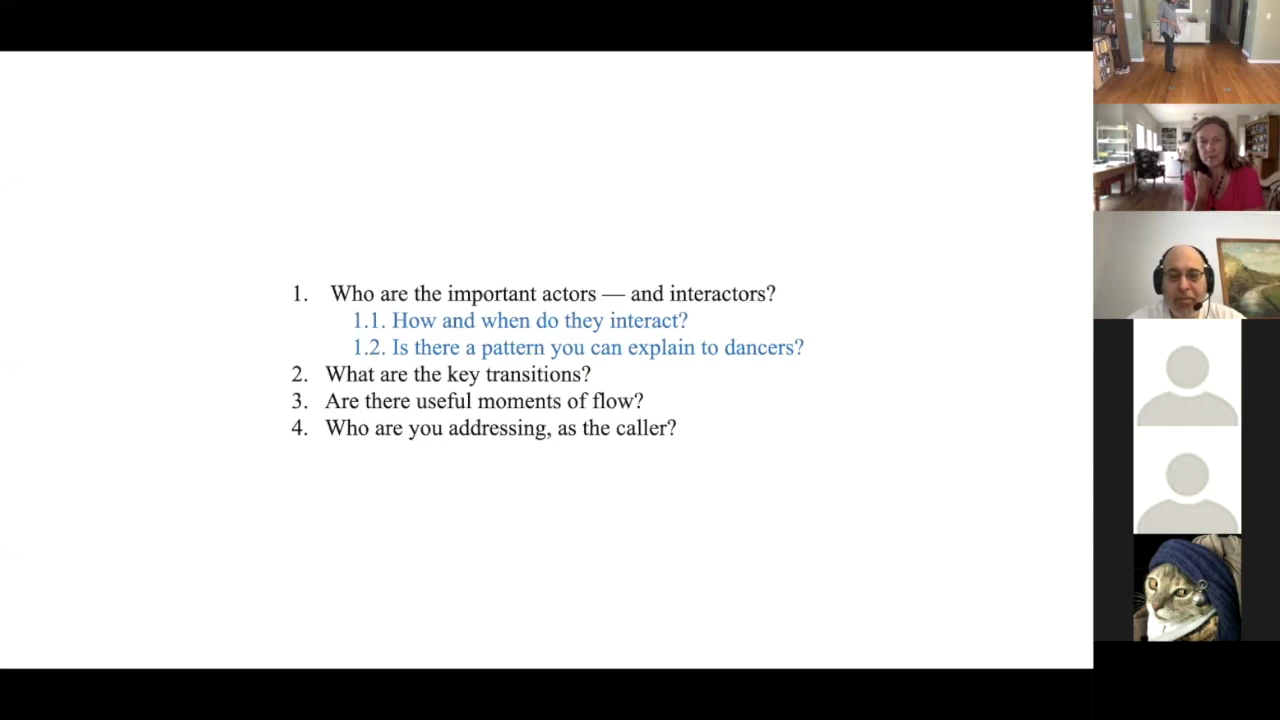 1. Who are the important actors — and interactors?
1.1. How and when do they interact?
1.2. Is there a pattern you can explain to dancers?
2. What are the key transitions?
3. Are there useful moments of flow?
4. Who are you addressing, as the caller?